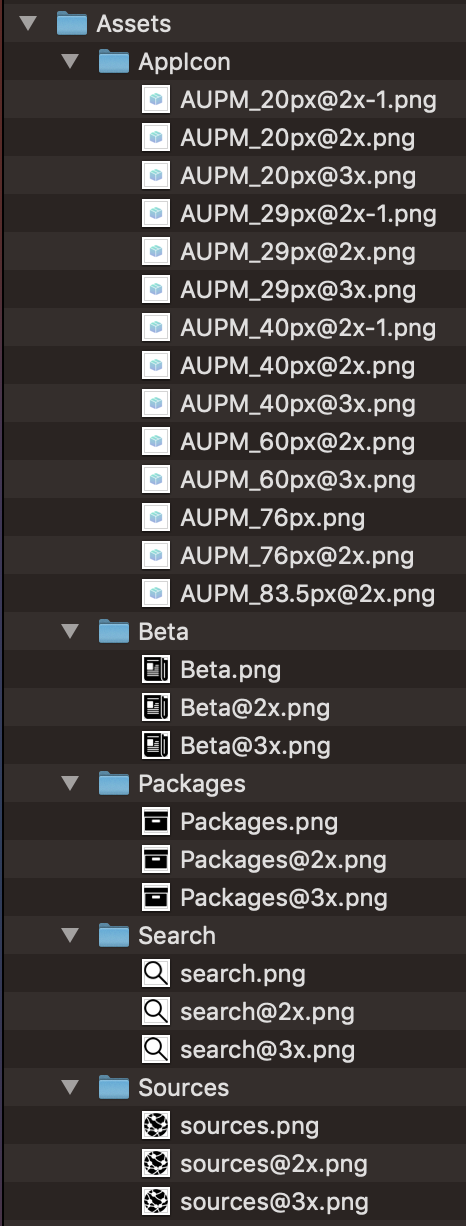 Assets
AppIcon
AUPM_20px@2x-1.png
AUPM_20px@2x.png
AUPM_20px@3x.png
AUPM_29px@2x-1.png
AUPM_29px@2x.png
AUPM_29px@3x.png
AUPM_40px@2x-1.png
AUPM_40px@2x.png
AUPM_40px@3x.png
AUPM_60px@2x.png
AUPM_60px@3x.png
AUPM_76px.png
AUPM_76px@2x.png
AUPM_83.5px@2x.png
Beta
Beta.png
Beta@2x.png
Beta@3x.png
Packages
Packages.png
Packages@2x.png
Packages@3x.png
Search
search.png
search@2x.png
search@3x.png
Sources
sources.png
sources@2x.png
sources@3x.png